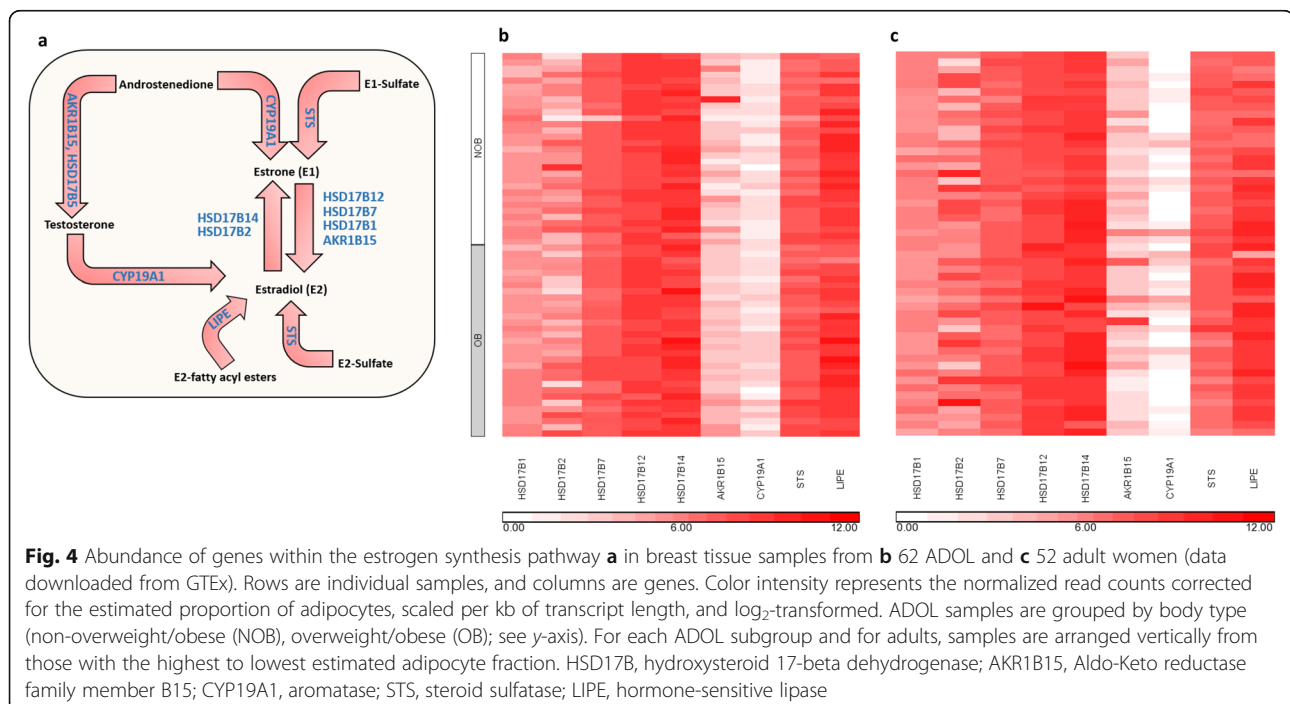 a
Androstenedione
E1-Sulfate
AKR1B15, HSD17B5
CYP19A1
STS
Estrone (E1)
HSD17B14
HSD17B2
HSD17B12
HSD17B7
HSD17B1
AKR1B15
Testosterone
CYP19A1
Estradiol (E2)
LIPE
STS
E2-Sulfate
E2-fatty acyl esters
b
NOB
OB
HSD17B1
HSD17B2
HSD17B7
HSD17B12
HSD17B14
AKR1B15
CYP19A1
STS
LIPE
0.00 6.00 12.00
c
HSD17B1
HSD17B2
HSD17B7
HSD17B12
HSD17B14
AKR1B15
CYP19A1
STS
LIPE
0.00 6.00 12.00
Fig. 4 Abundance of genes within the estrogen synthesis pathway a in breast tissue samples from b 62 ADOL and c 52 adult women (data
downloaded from GTEx). Rows are individual samples, and columns are genes. Color intensity represents the normalized read counts corrected
for the estimated proportion of adipocytes, scaled per kb of transcript length, and log₂-transformed. ADOL samples are grouped by body type
(non-overweight/obese (NOB), overweight/obese (OB); see y-axis). For each ADOL subgroup and for adults, samples are arranged vertically from
those with the highest to lowest estimated adipocyte fraction. HSD17B, hydroxysteroid 17-beta dehydrogenase; AKR1B15, Aldo-Keto reductase
family member B15; CYP19A1, aromatase; STS, steroid sulfatase; LIPE, hormone-sensitive lipase